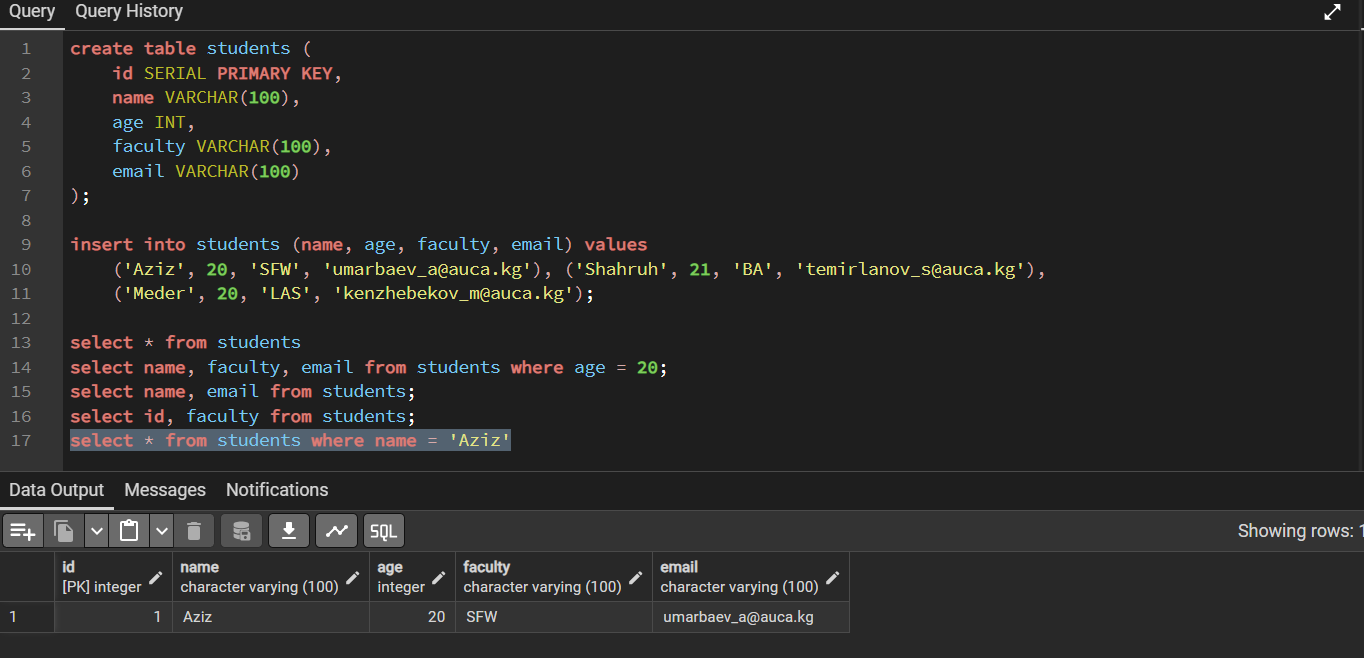 Query Query History
1 create table students (
2 id SERIAL PRIMARY KEY,
3 name VARCHAR(100),
4 age INT,
5 faculty VARCHAR(100),
6 email VARCHAR(100)
7 );
8
9 insert into students (name, age, faculty, email) values
10 ('Aziz', 20, 'SFW', 'umarbaev_a@auca.kg'), ('Shahruh', 21, 'BA', 'temirlanov_s@auca.kg'),
11 ('Meder', 20, 'LAS', 'kenzhebekov_m@auca.kg');
12
13 select * from students
14 select name, faculty, email from students where age = 20;
15 select name, email from students;
16 select id, faculty from students;
17 select * from students where name = 'Aziz'
Data Output Messages Notifications
SQL Showing rows: 1
id name age faculty email
[PK] integer character varying (100) integer character varying (100) character varying (100)
1 1 Aziz 20 SFW umarbaev_a@auca.kg